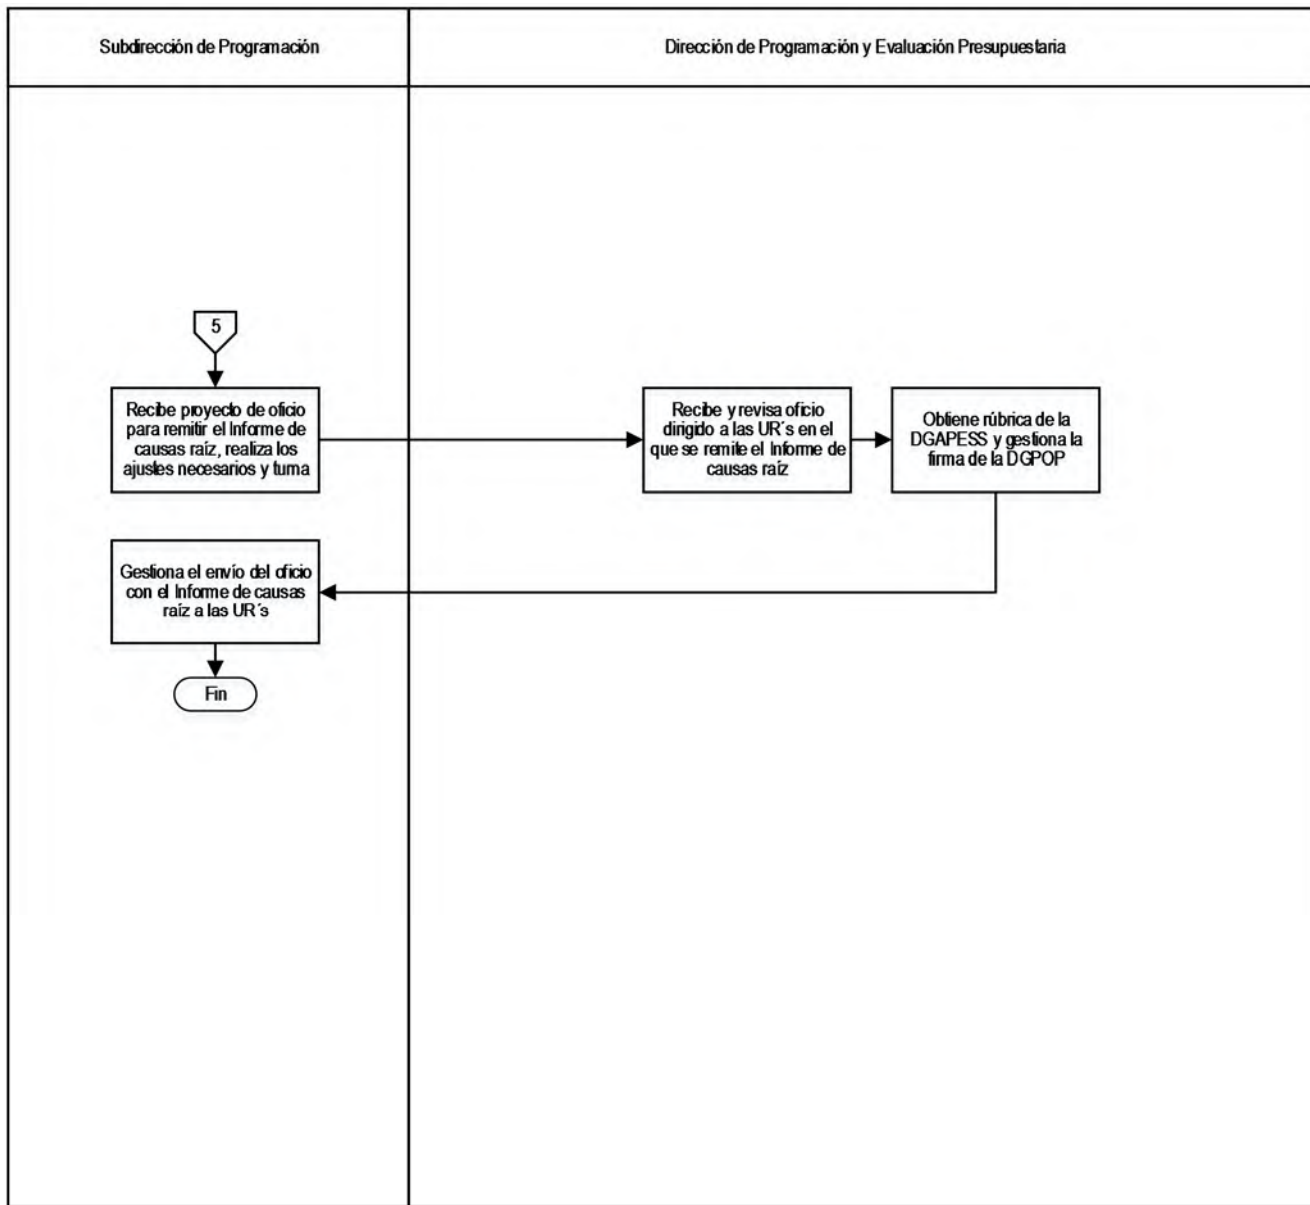 Subdirección de Programación
Dirección de Programación y Evaluación Presupuestaria
5
Recibe proyecto de oficio
para remitir el Informe de
causas raíz, realiza los
ajustes necesarios y turna
Recibe y revisa oficio
dirigido a las UR´s en el
que se remite el Informe de
causas raíz
Obtiene rúbrica de la
DGAPESS y gestiona la
firma de la DGPOP
Gestiona el envío del oficio
con el Informe de causas
raíz a las UR´s
Fin